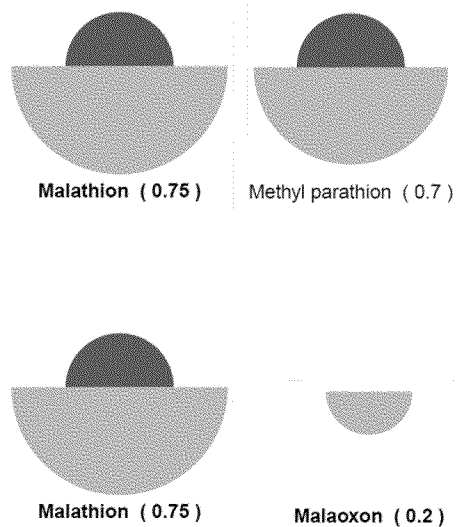 Malathion ( 0.75 )
Methyl parathion ( 0.7 )
Malathion ( 0.75 )
Malaoxon ( 0.2 )